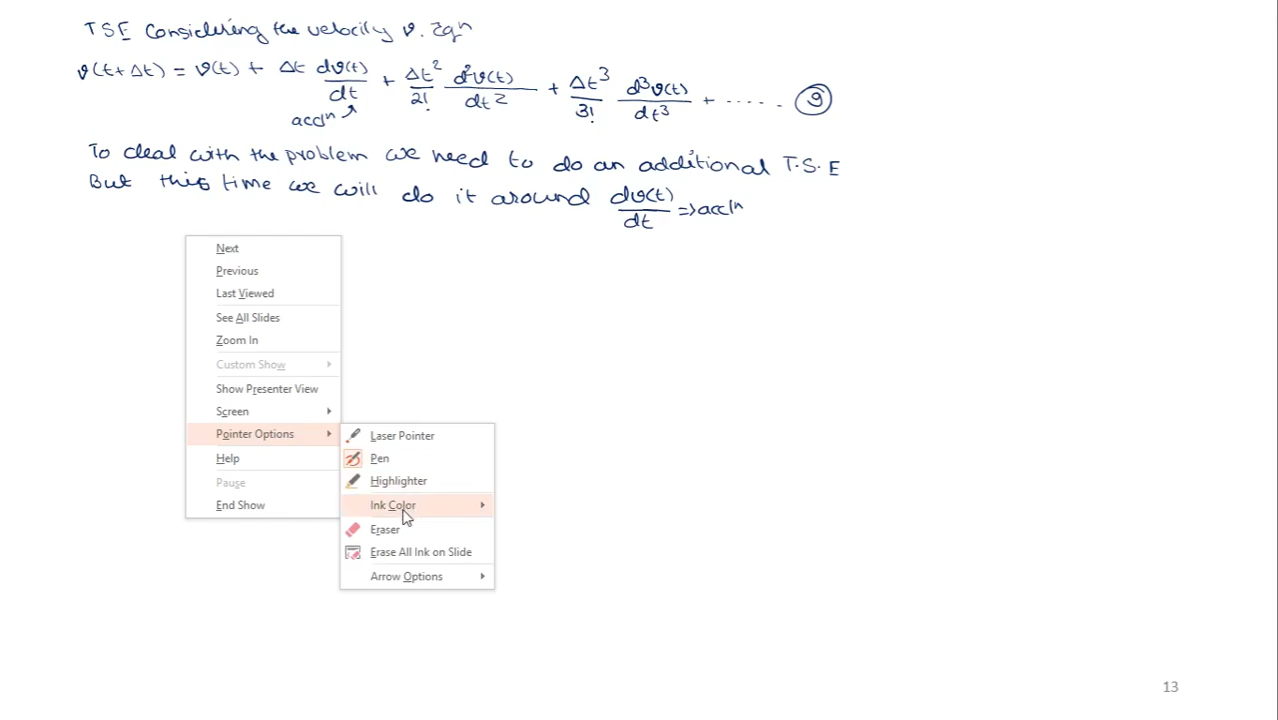 TSE Considering the velocity v. Eqⁿ
v(t+Δt) = v(t) + Δt dv(t)/dt + Δt²/2! d²v(t)/dt² + Δt³/3! d³v(t)/dt³ + ..... 9
acclⁿ
To deal with the problem we need to do an additional T.S.E
But this time we will do it around dv(t)/dt => acclⁿ
Next
Previous
Last Viewed
See All Slides
Zoom In
Custom Show
Show Presenter View
Screen
Pointer Options
Help
Pause
End Show
Laser Pointer
Pen
Highlighter
Ink Color
Eraser
Erase All Ink on Slide
Arrow Options
13